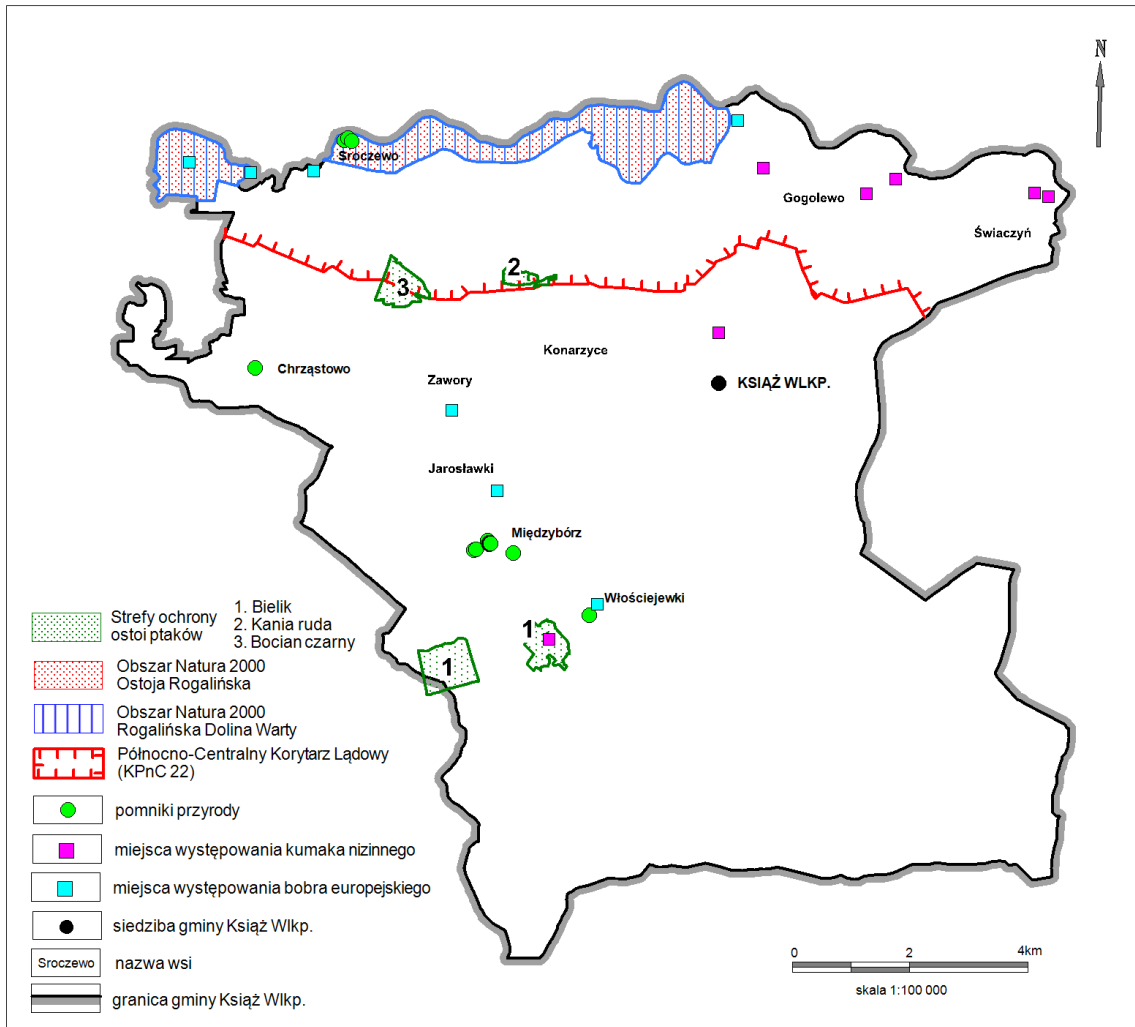 N
Sroczewo
Gogolewo
Świaczyń
2
3
Konarzyce
Chrząstowo
Zawory
KSIĄŻ WLKP.
Jarosławki
Międzybórz
Włościejewki
1
1
Strefy ochrony
ostoi ptaków
1. Bielik
2. Kania ruda
3. Bocian czarny
Obszar Natura 2000
Ostoja Rogalińska
Obszar Natura 2000
Rogalińska Dolina Warty
Północno-Centralny Korytarz Lądowy
(KPnC 22)
pomniki przyrody
miejsca występowania kumaka nizinnego
miejsca występowania bobra europejskiego
siedziba gminy Książ Wlkp.
Sroczewo nazwa wsi
granica gminy Książ Wlkp.
0 2 4km
skala 1:100 000